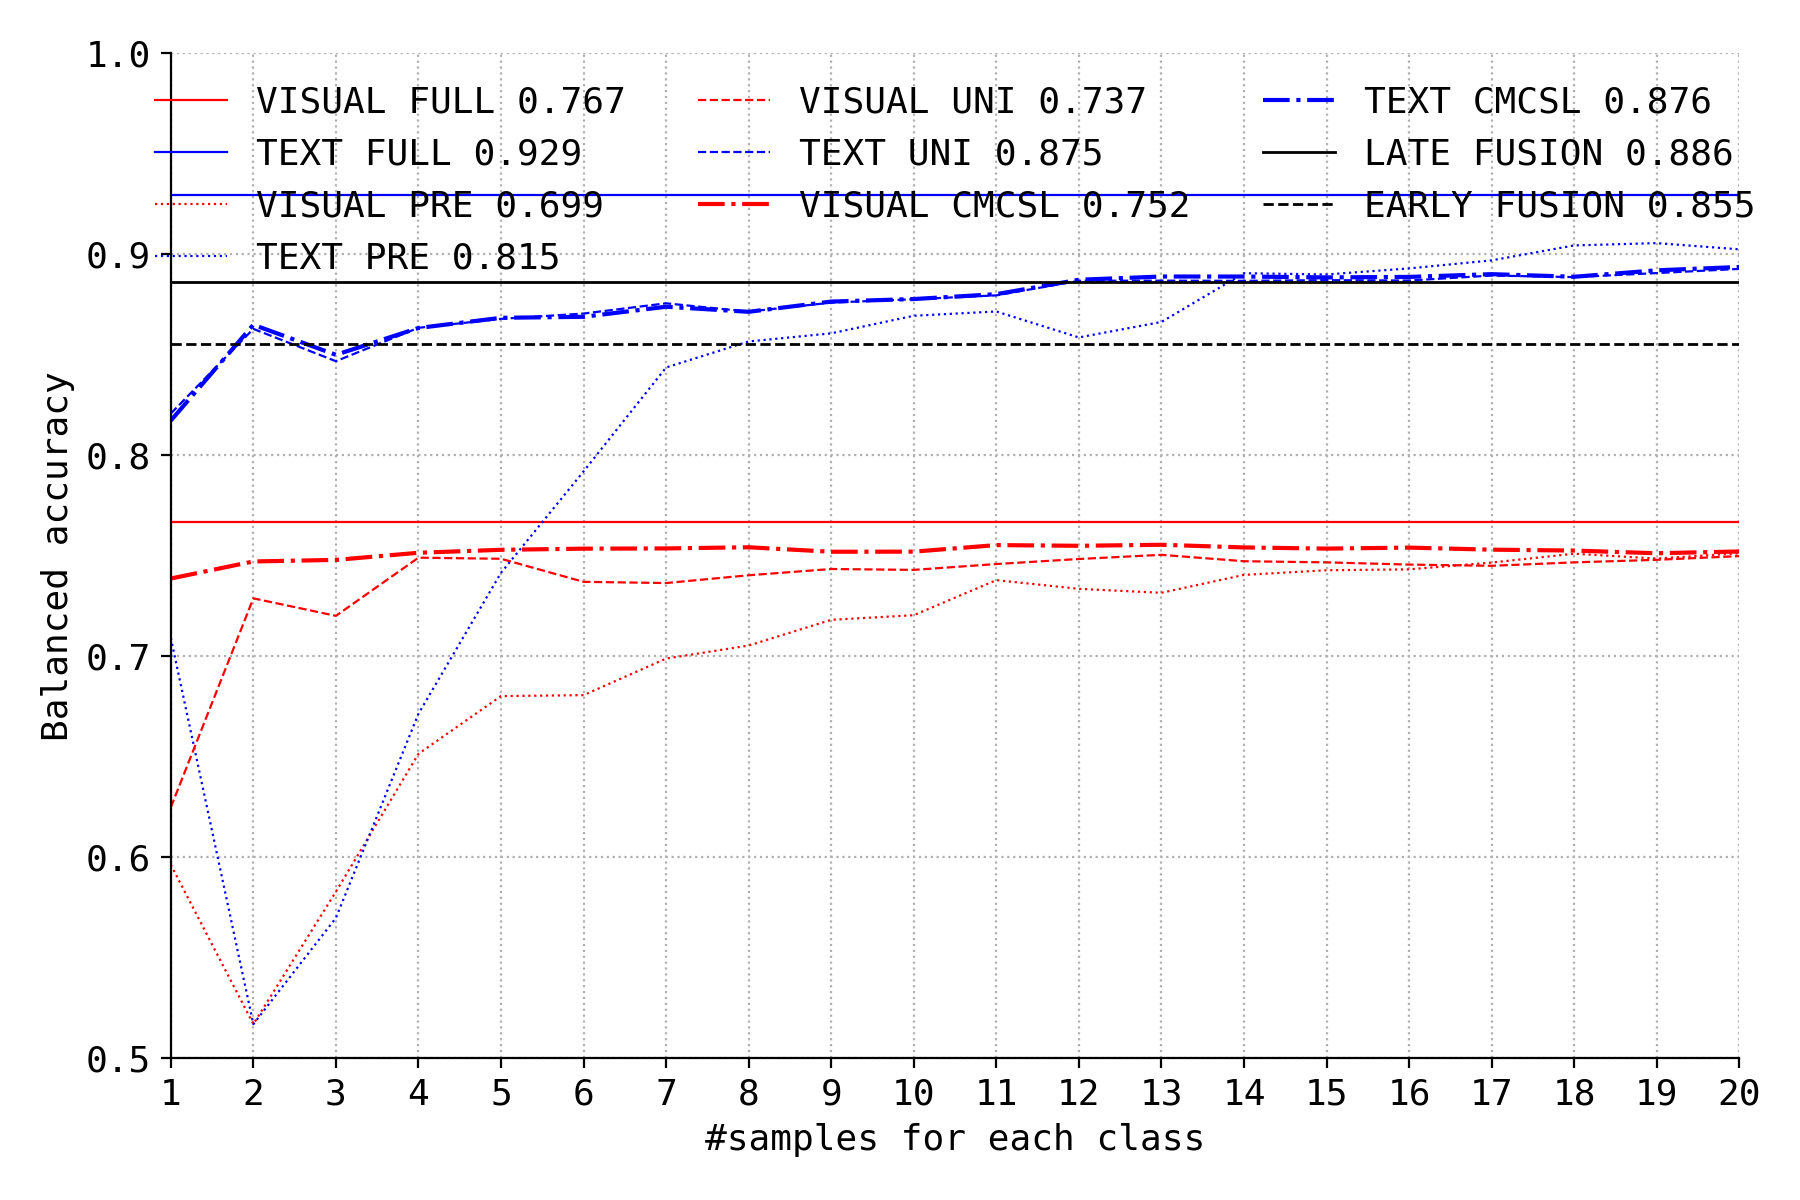 1.0
VISUAL FULL 0.767
TEXT FULL 0.929
VISUAL PRE 0.699
TEXT PRE 0.815
VISUAL UNI 0.737
TEXT UNI 0.875
VISUAL CMCSL 0.752
TEXT CMCSL 0.876
LATE FUSION 0.886
EARLY FUSION 0.855
0.9
0.8
0.7
0.6
0.5
Balanced accuracy
1 2 3 4 5 6 7 8 9 10 11 12 13 14 15 16 17 18 19 20
#samples for each class